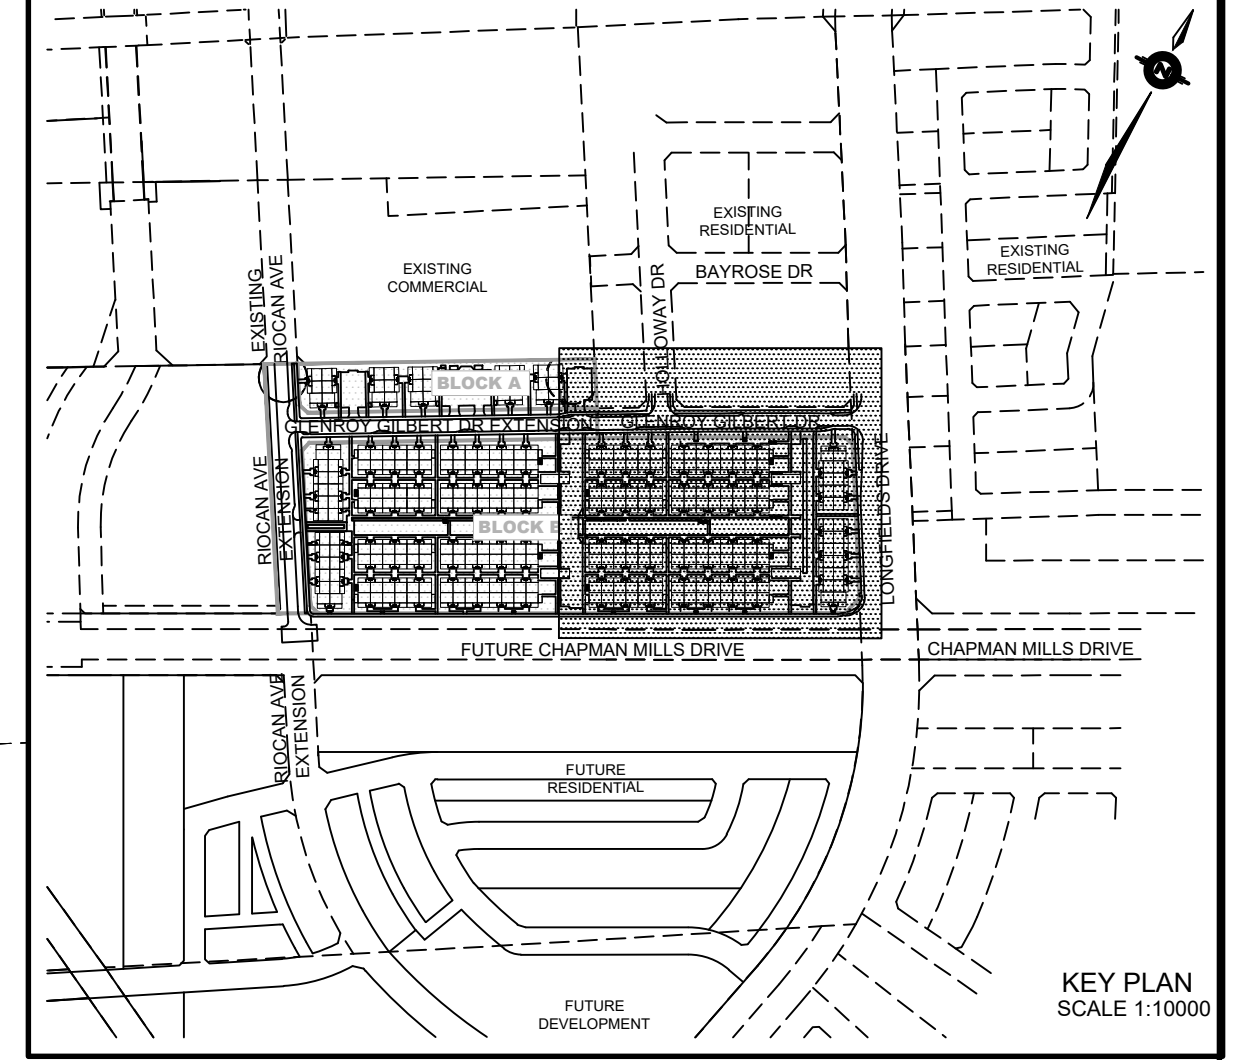 N
EXISTING
RESIDENTIAL
EXISTING
RESIDENTIAL
EXISTING
COMMERCIAL
BAYROSE DR
EXISTING
RIOCAN AVE
HOLLOWAY DR
BLOCK A
GLENROY GILBERT DR EXTENSION
GLENROY GILBERT DR
RIOCAN AVE
EXTENSION
BLOCK B
LONGFIELDS DRIVE
FUTURE CHAPMAN MILLS DRIVE
CHAPMAN MILLS DRIVE
RIOCAN AVE
EXTENSION
FUTURE
RESIDENTIAL
FUTURE
DEVELOPMENT
KEY PLAN
SCALE 1:10000